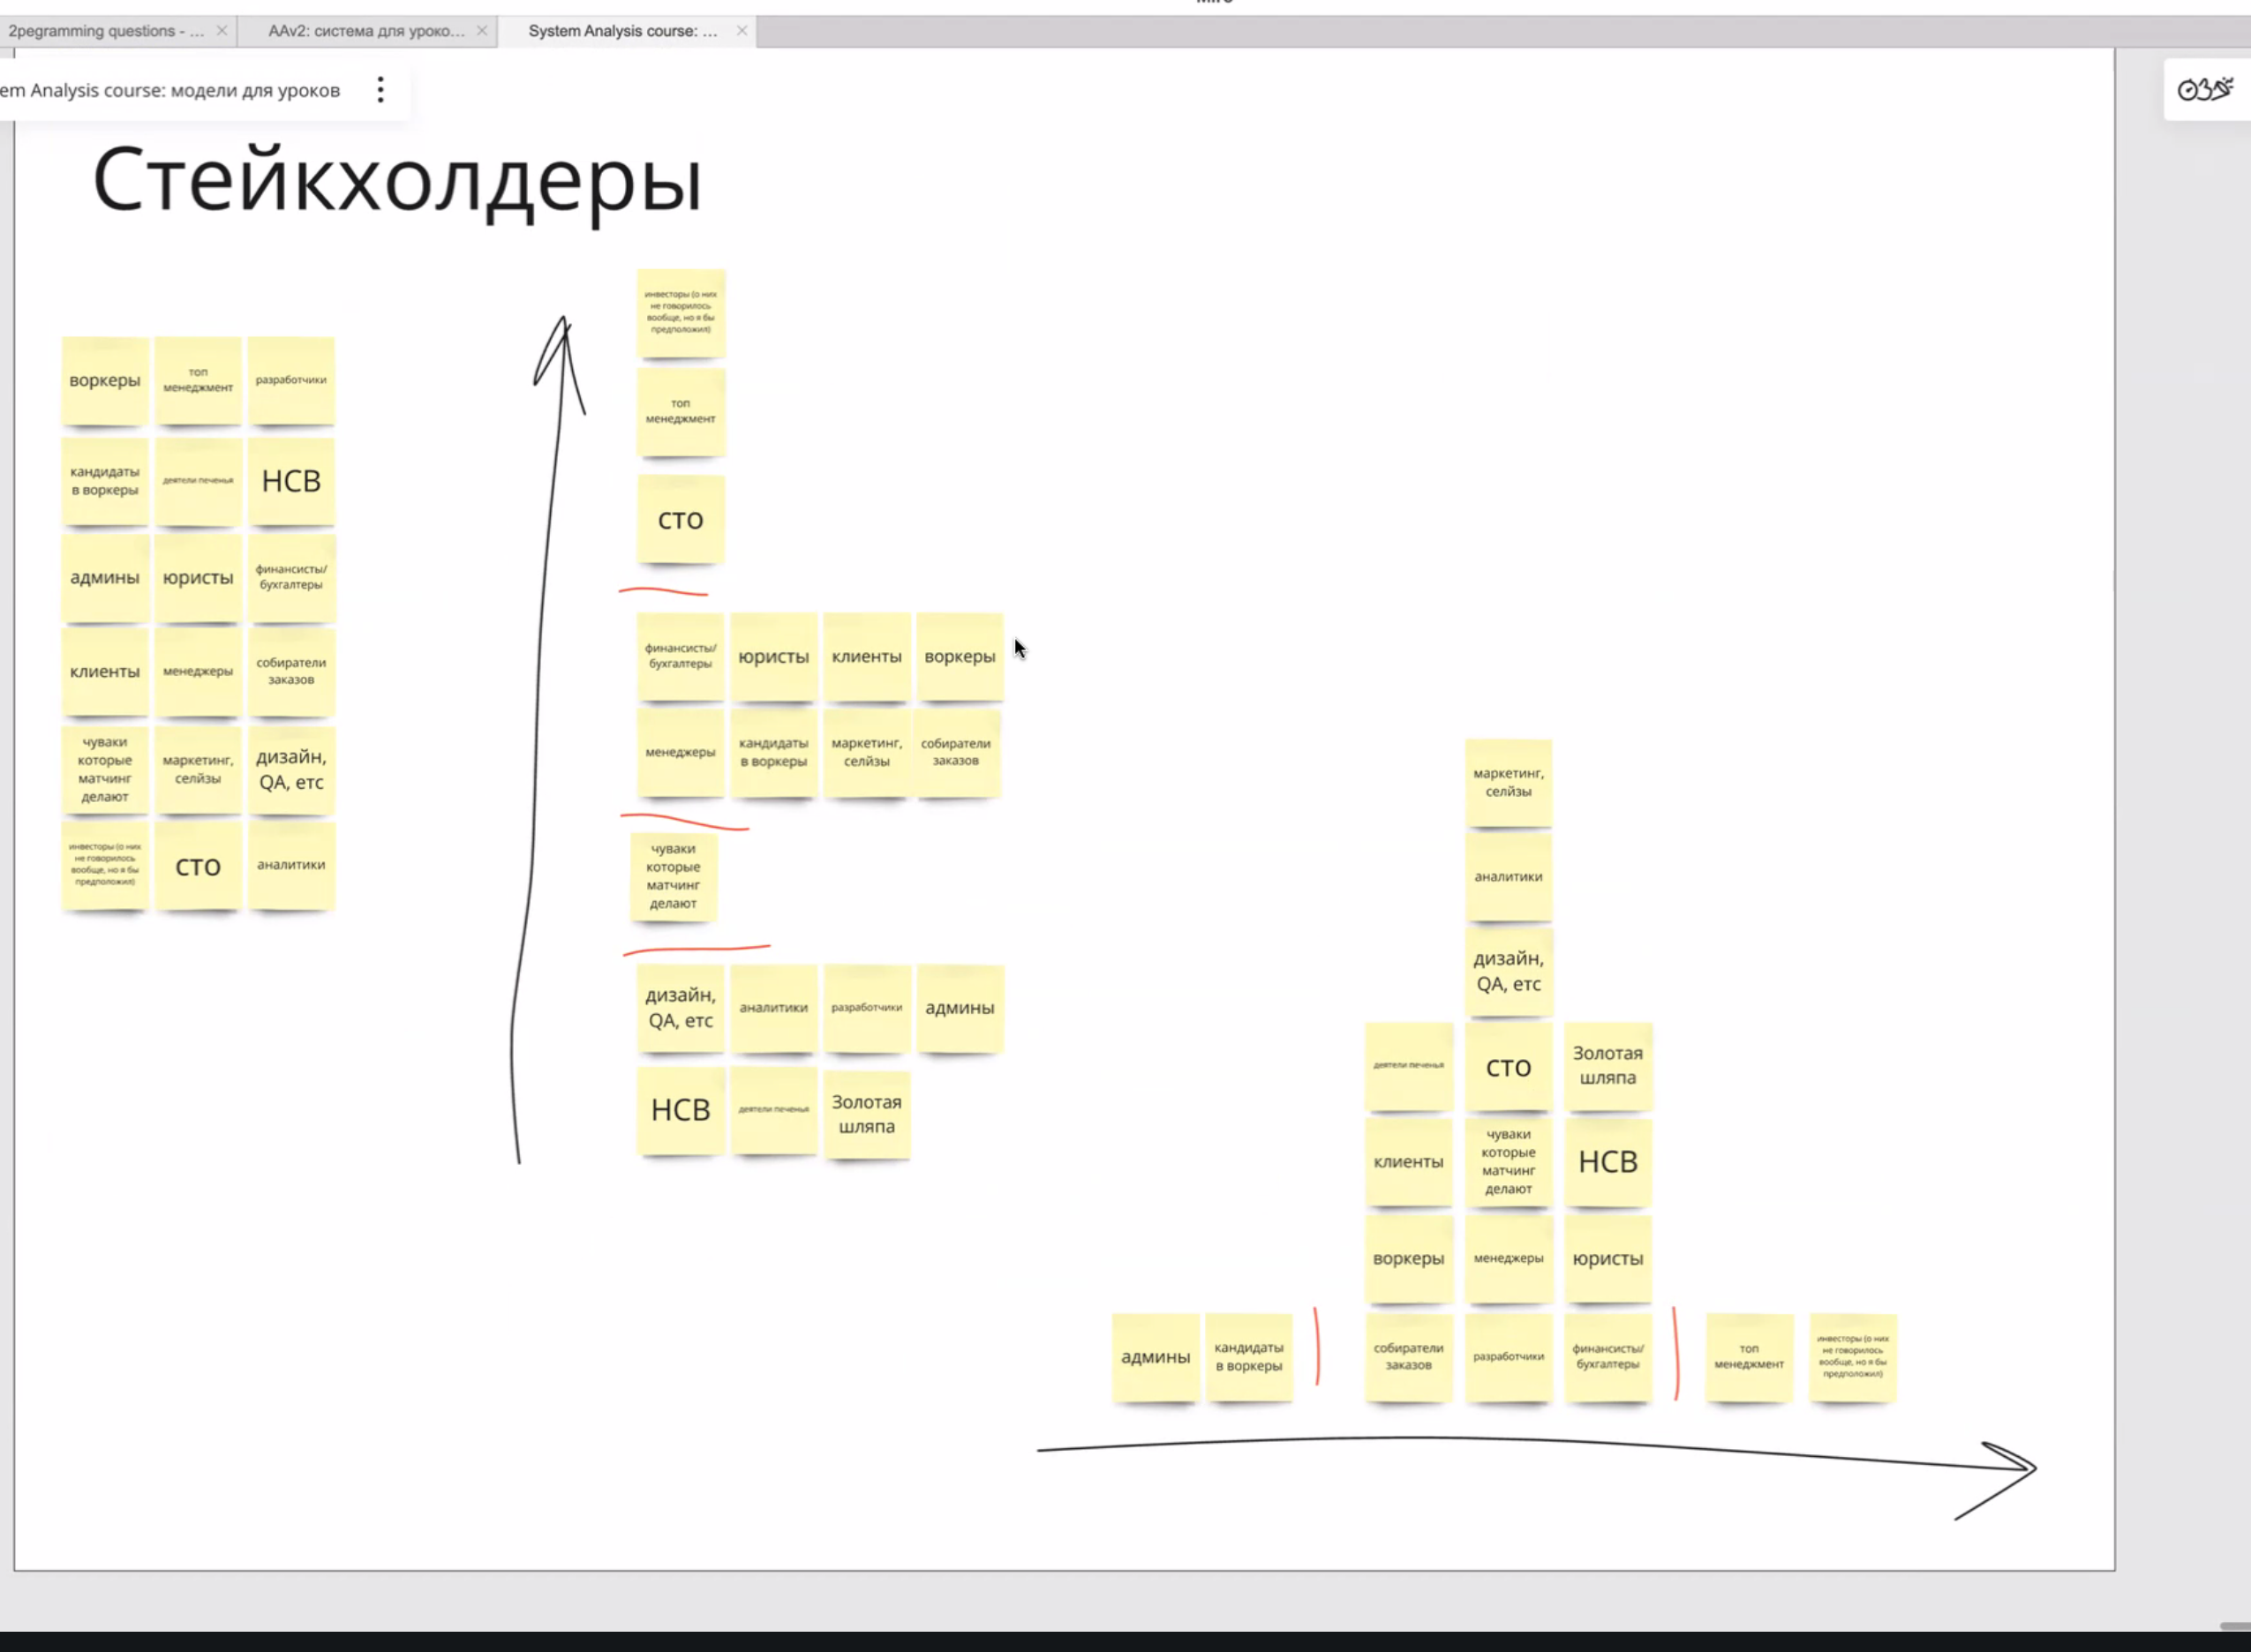 2pegramming questions - ...
AAv2: система для уроко...
System Analysis course: ...
em Analysis course: модели для уроков
Стейкхолдеры
воркеры
топ
менеджмент
разработчики
кандидаты
в воркеры
деятели печенья
НСВ
админы
юристы
финансисты/
бухгалтеры
клиенты
менеджеры
собиратели
заказов
чуваки
которые
матчинг
делают
маркетинг,
селйзы
дизайн,
QA, етс
инвесторы (о них
не говорилось
вообще, но я бы
предположил)
сто
аналитики
инвесторы (о них
не говорилось
вообще, но я бы
предположил)
топ
менеджмент
сто
финансисты/
бухгалтеры
юристы
клиенты
воркеры
менеджеры
кандидаты
в воркеры
маркетинг,
селйзы
собиратели
заказов
чуваки
которые
матчинг
делают
дизайн,
QA, етс
аналитики
разработчики
админы
НСВ
деятели печенья
Золотая
шляпа
маркетинг,
селйзы
аналитики
дизайн,
QA, етс
деятели печенья
сто
Золотая
шляпа
клиенты
чуваки
которые
матчинг
делают
НСВ
воркеры
менеджеры
юристы
админы
кандидаты
в воркеры
собиратели
заказов
разработчики
финансисты/
бухгалтеры
топ
менеджмент
инвесторы (о них
не говорилось
вообще, но я бы
предположил)